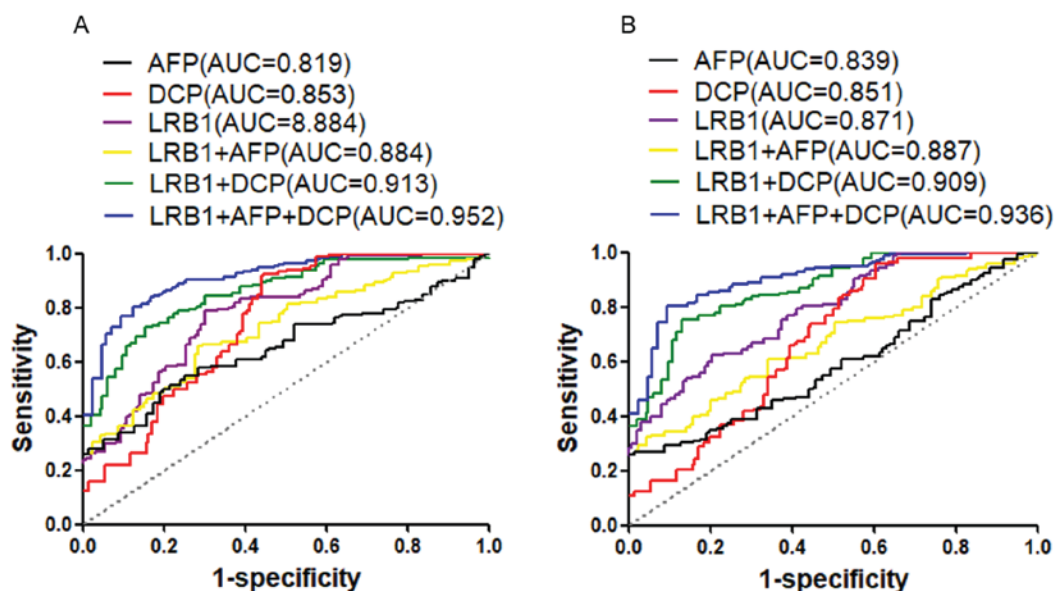 A
AFP(AUC=0.819)
DCP(AUC=0.853)
LRB1(AUC=8.884)
LRB1+AFP(AUC=0.884)
LRB1+DCP(AUC=0.913)
LRB1+AFP+DCP(AUC=0.952)
1.0
0.8
0.6
0.4
0.2
0.0
Sensitivity
0.0 0.2 0.4 0.6 0.8 1.0
1-specificity
B
AFP(AUC=0.839)
DCP(AUC=0.851)
LRB1(AUC=0.871)
LRB1+AFP(AUC=0.887)
LRB1+DCP(AUC=0.909)
LRB1+AFP+DCP(AUC=0.936)
1.0
0.8
0.6
0.4
0.2
0.0
Sensitivity
0.0 0.2 0.4 0.6 0.8 1.0
1-specificity